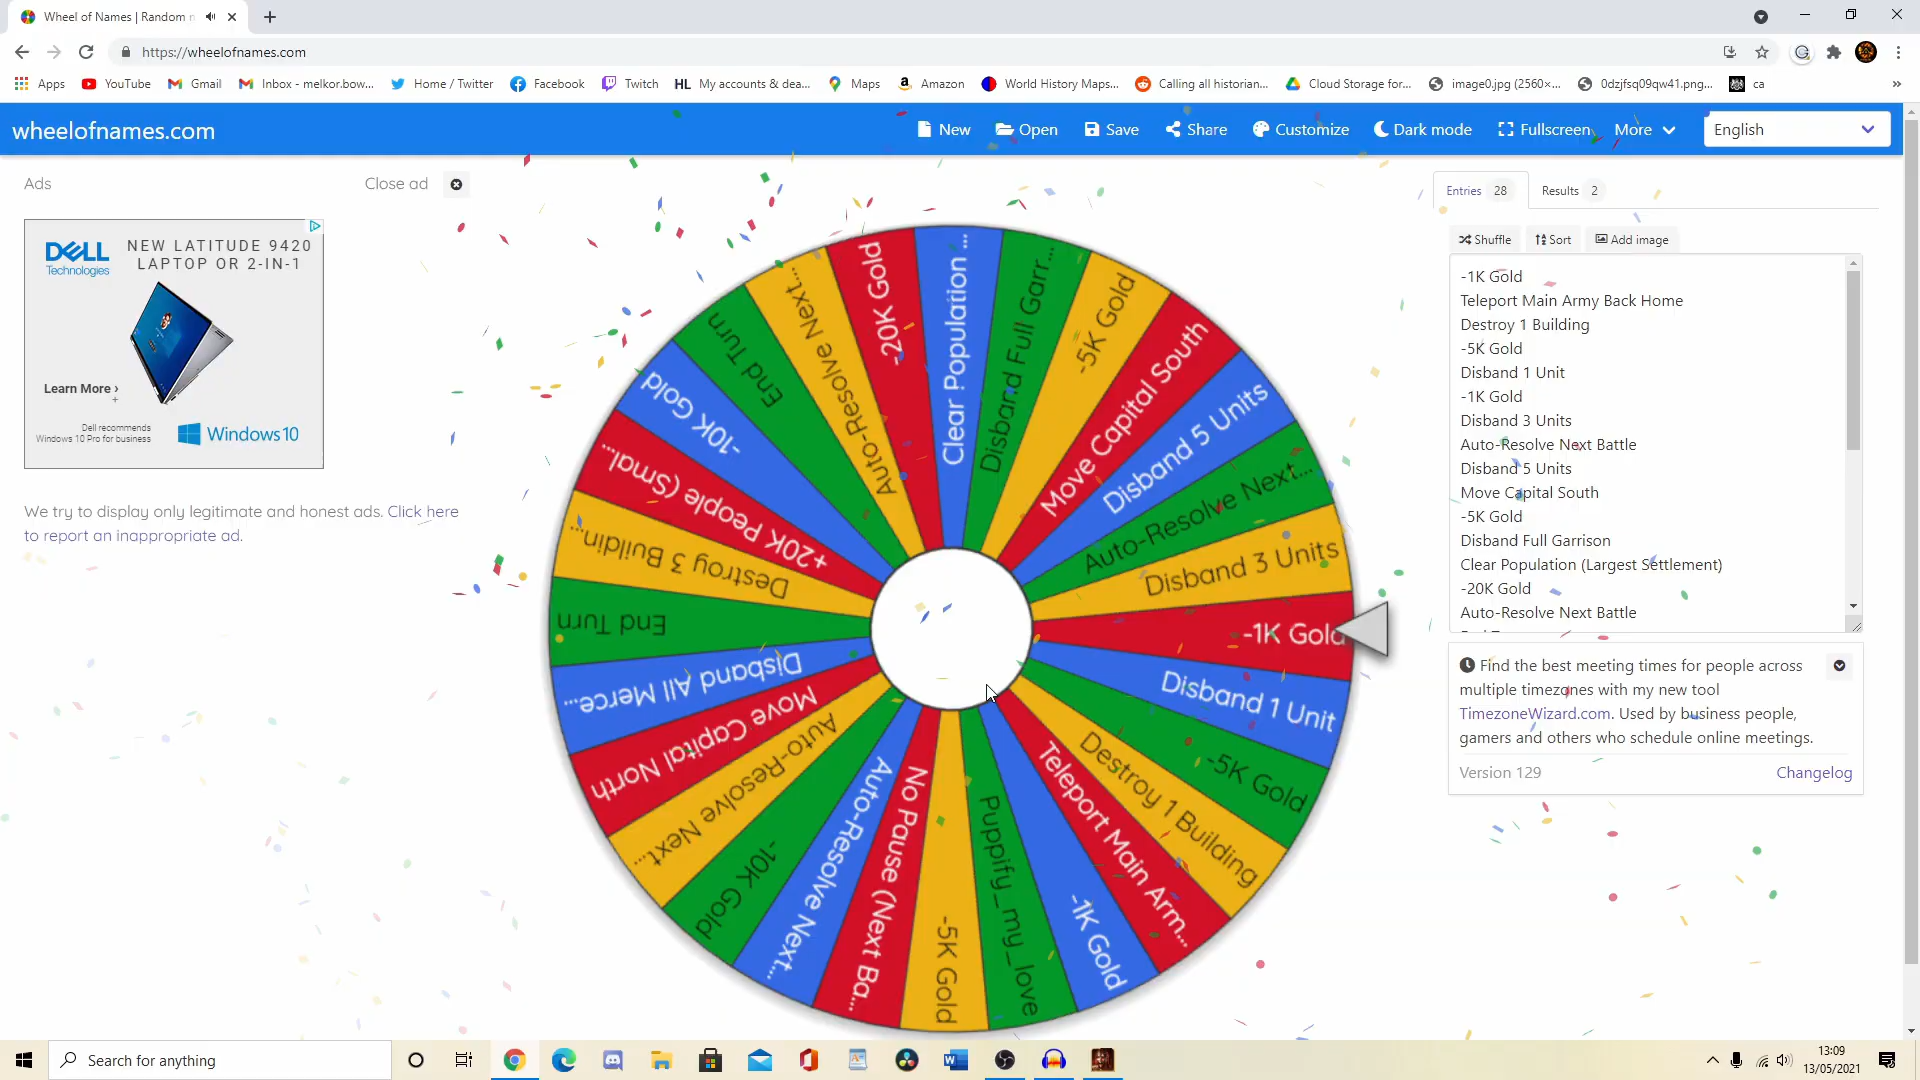 Wheel of Names | Random n
https://wheelofnames.com
Apps
YouTube
Gmail
Inbox - melkor.bow...
Home / Twitter
Facebook
Twitch
HL My accounts & dea...
Maps
Amazon
World History Maps...
Calling all historian...
Cloud Storage for...
image0.jpg (2560×...
0dzjfsq09qw41.png...
ca
»
wheelofnames.com
New
Open
Save
Share
Customize
Dark mode
Fullscreen
More
English
Ads
Close ad
DELL
Technologies
NEW LATITUDE 9420
LAPTOP OR 2-IN-1
Learn More ›
Dell recommends
Windows 10 Pro for business
Windows10
We try to display only legitimate and honest ads. Click here
to report an inappropriate ad.
-20K Gold
Clear Population ...
Disband Full Garr...
-5K Gold
Move Capital South
Disband 5 Units
Auto-Resolve Next...
Disband 3 Units
-1K Gold
Disband 1 Unit
-5K Gold
Destroy 1 Building
Teleport Main Arm...
-1K Gold
Puppify_my_love
-5K Gold
No Pause (Next Ba...
Auto-Resolve Next...
-10K Gold
Auto-Resolve Next...
Move Capital North
Disband All Merce...
End Turn
Destroy 3 Buildin...
+20K People (Smal...
-10K Gold
End Turn
Auto-Resolve Next...
Entries 28
Results 2
Shuffle
Sort
Add image
-1K Gold
Teleport Main Army Back Home
Destroy 1 Building
-5K Gold
Disband 1 Unit
-1K Gold
Disband 3 Units
Auto-Resolve Next Battle
Disband 5 Units
Move Capital South
-5K Gold
Disband Full Garrison
Clear Population (Largest Settlement)
-20K Gold
Auto-Resolve Next Battle
Find the best meeting times for people across
multiple timezones with my new tool
TimezoneWizard.com. Used by business people,
gamers and others who schedule online meetings.
Version 129
Changelog
Search for anything
13:09
13/05/2021